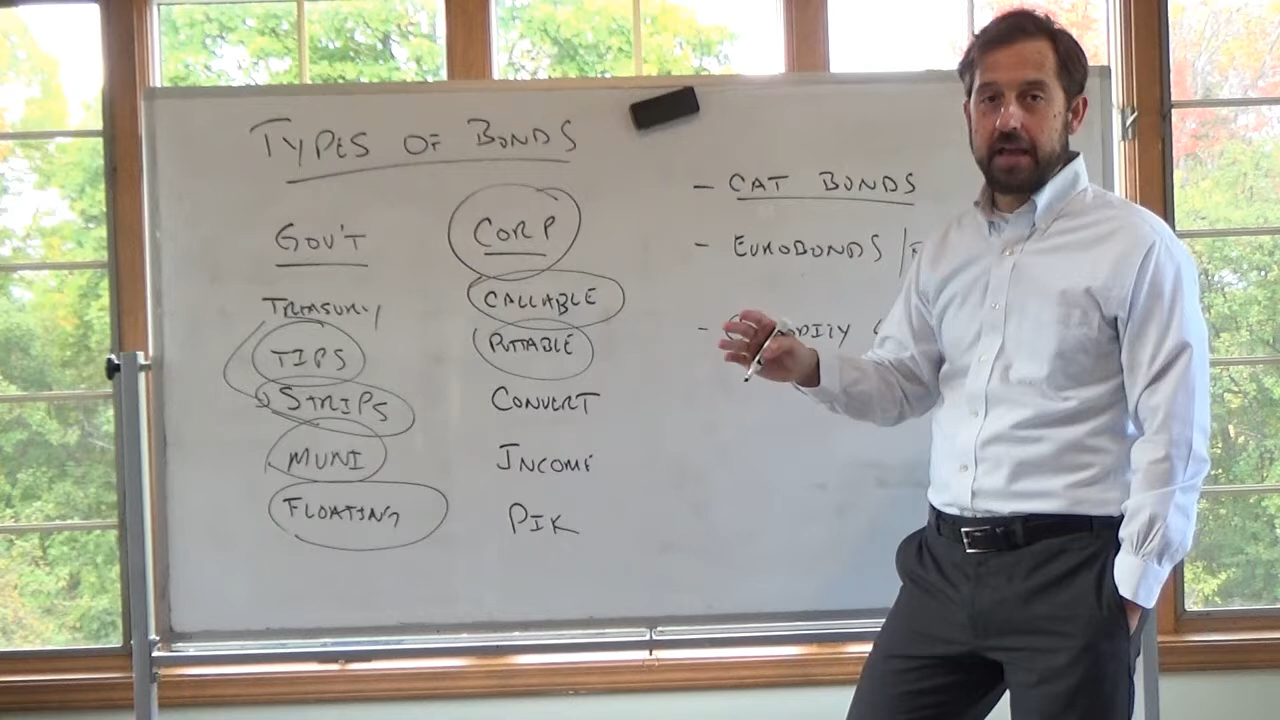 TYPES OF BONDS
GOV'T
TREASURY
TIPS
STRIPS
MUNI
FLOATING
CORP
CALLABLE
PUTTABLE
CONVERT
INCOME
PIK
- CAT BONDS
- EUROBONDS /
-